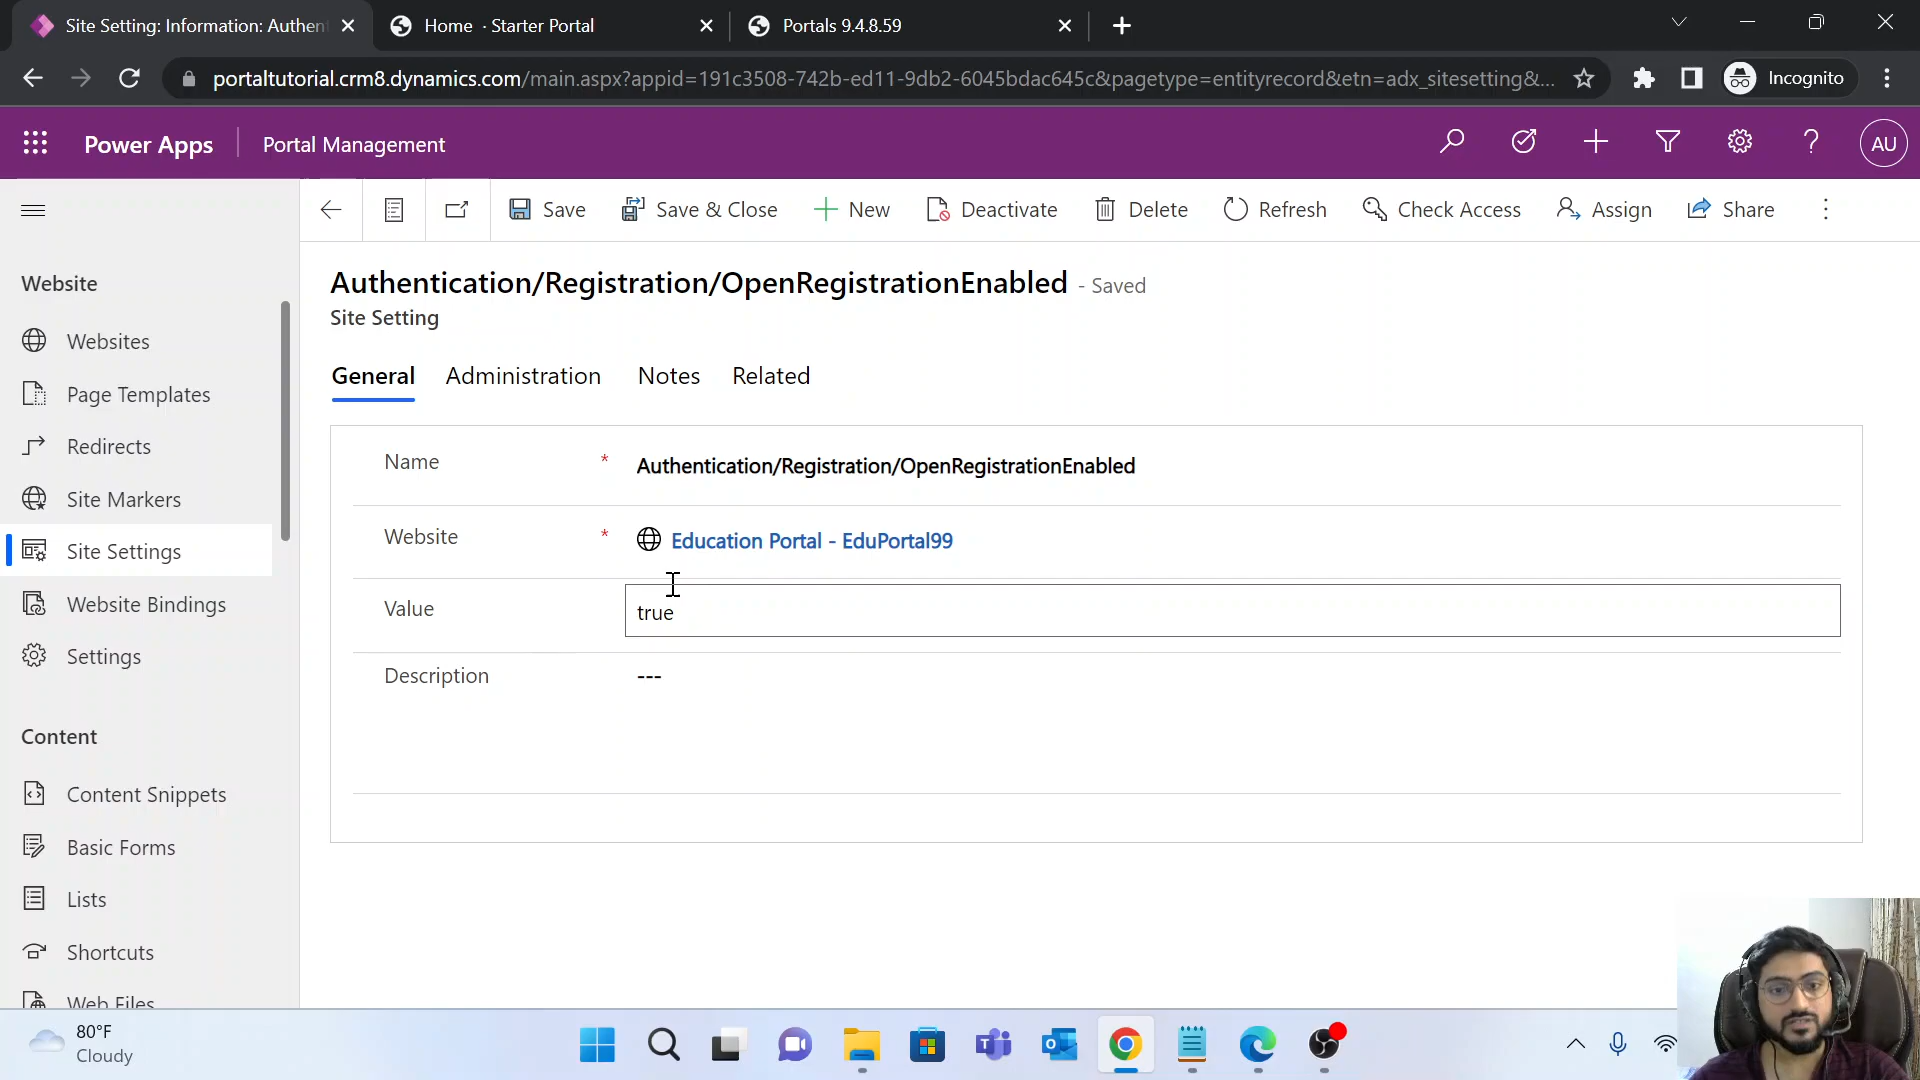 Site Setting: Information: Authen
Home · Starter Portal
Portals 9.4.8.59
portaltutorial.crm8.dynamics.com/main.aspx?appid=191c3508-742b-ed11-9db2-6045bdac645c&pagetype=entityrecord&etn=adx_sitesetting&...
Incognito
Power Apps
Portal Management
AU
Save
Save & Close
New
Deactivate
Delete
Refresh
Check Access
Assign
Share
Website
Websites
Page Templates
Redirects
Site Markers
Site Settings
Website Bindings
Settings
Content
Content Snippets
Basic Forms
Lists
Shortcuts
Web Files
Authentication/Registration/OpenRegistrationEnabled - Saved
Site Setting
General Administration Notes Related
Name * Authentication/Registration/OpenRegistrationEnabled
Website * Education Portal - EduPortal99
Value true
Description ---
80°F
Cloudy